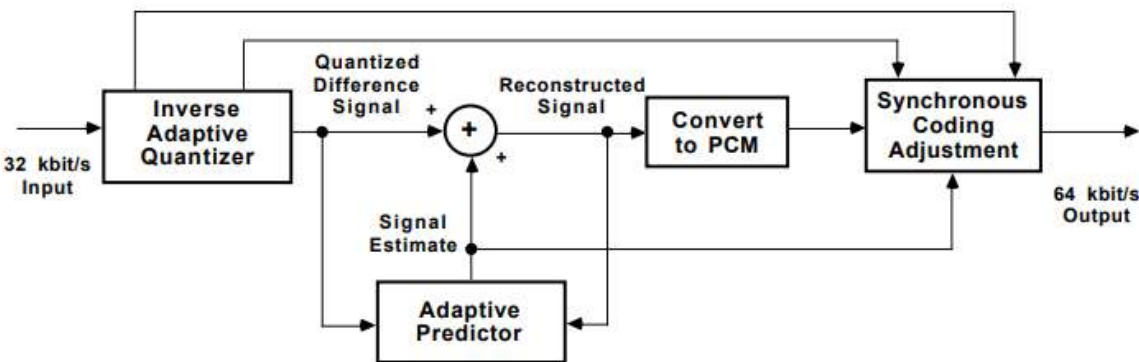 Quantized
Difference
Signal
+
Reconstructed
Signal
Inverse
Adaptive
Quantizer
+
Convert
to PCM
Synchronous
Coding
Adjustment
+
32 kbit/s
Input
64 kbit/s
Output
Signal
Estimate
Adaptive
Predictor